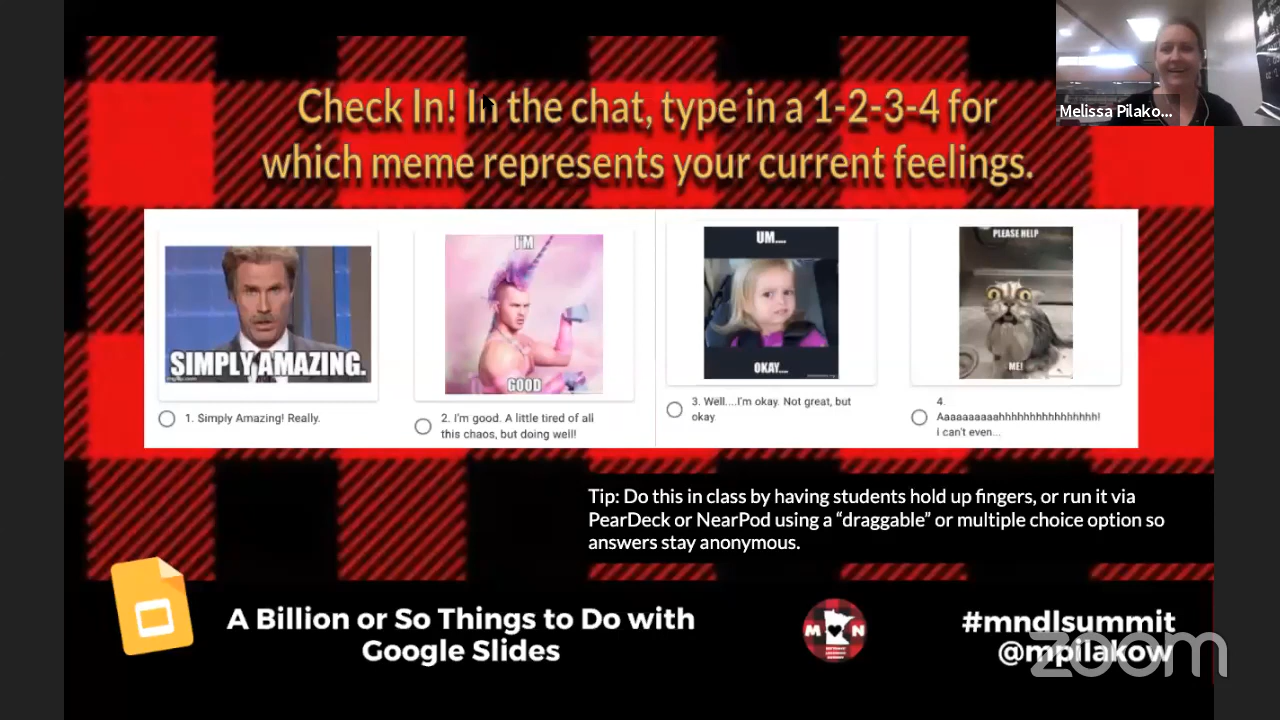 Check In! In the chat, type in a 1-2-3-4 for
which meme represents your current feelings.
Melissa Pilako...
SIMPLY AMAZING.
1. Simply Amazing! Really.
I'M
GOOD
2. I'm good. A little tired of all
this chaos, but doing well!
UM....
OKAY....
3. Well....I'm okay. Not great, but
okay.
PLEASE HELP
ME!
4.
Aaaaaaaaaahhhhhhhhhhhhhhhh!
I can't even...
Tip: Do this in class by having students hold up fingers, or run it via
PearDeck or NearPod using a “draggable” or multiple choice option so
answers stay anonymous.
A Billion or So Things to Do with
Google Slides
M N
#mndlsummit
@mpilakow
zoom